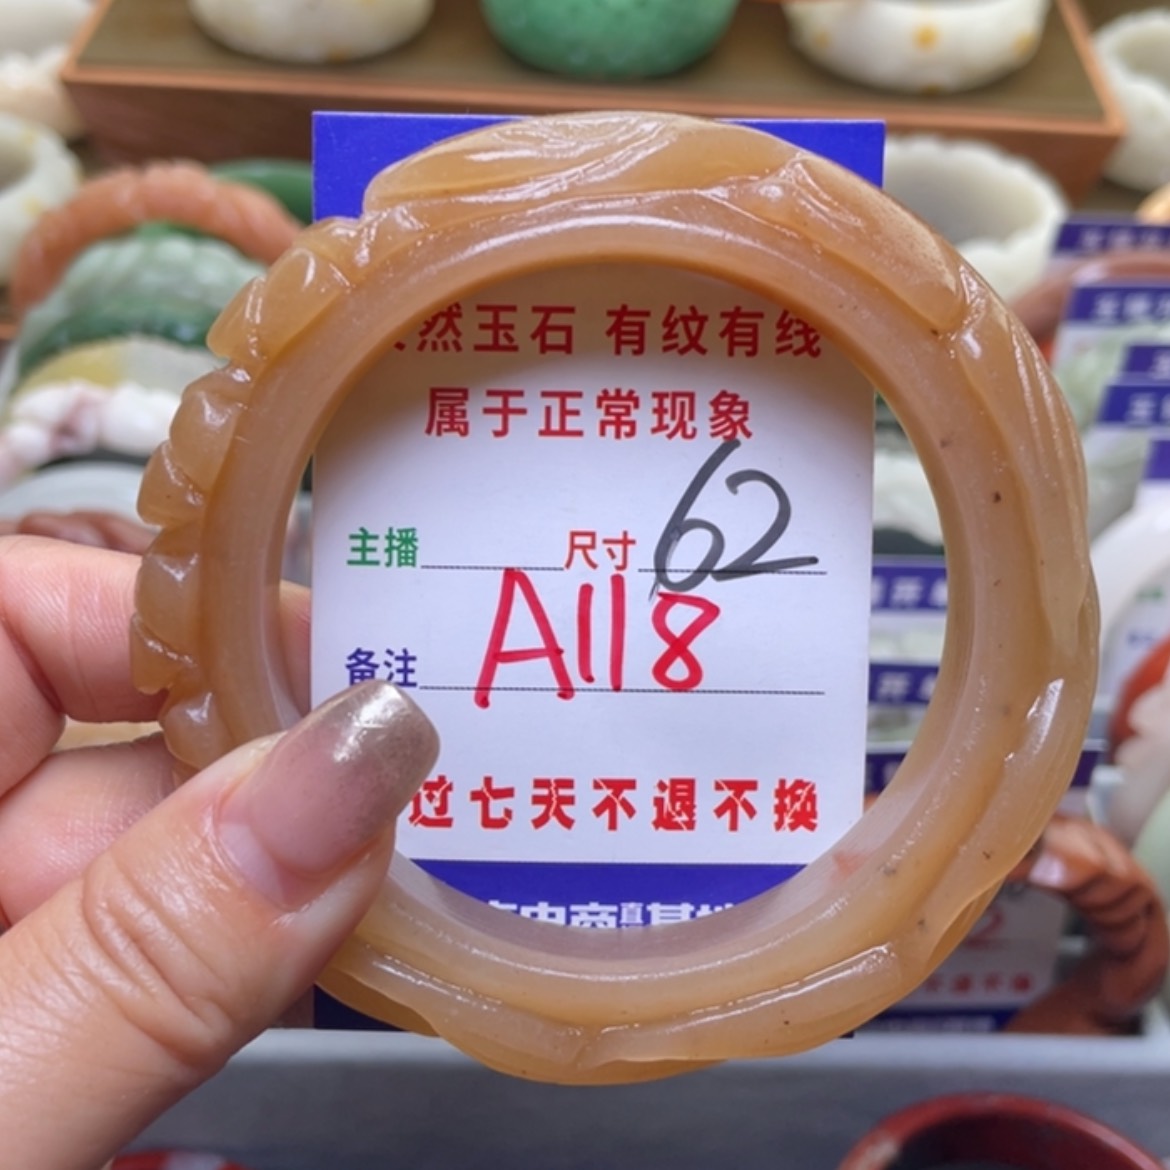 然玉石 有纹有线
属于正常现象
主播 尺寸 62
备注 A118
过七天不退不换